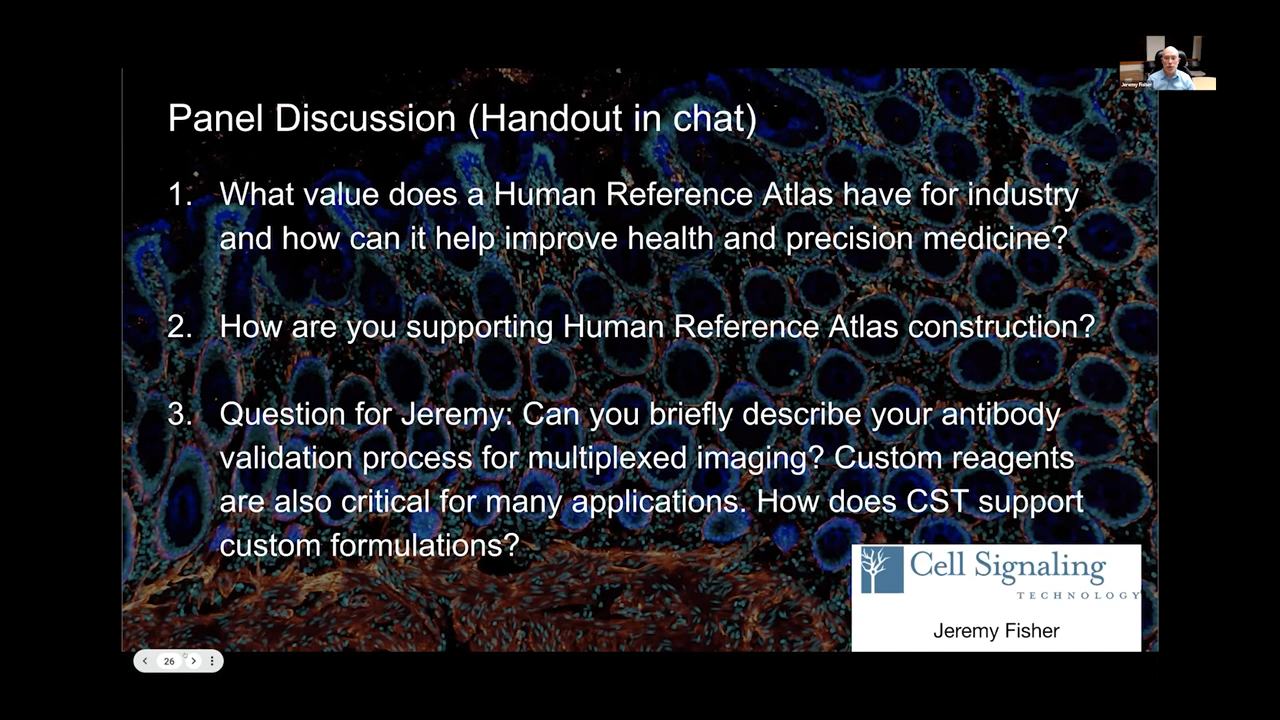 Jeremy Fisher
Panel Discussion (Handout in chat)
1. What value does a Human Reference Atlas have for industry
and how can it help improve health and precision medicine?
2. How are you supporting Human Reference Atlas construction?
3. Question for Jeremy: Can you briefly describe your antibody
validation process for multiplexed imaging? Custom reagents
are also critical for many applications. How does CST support
custom formulations?
Cell Signaling
TECHNOLOGY
Jeremy Fisher
26